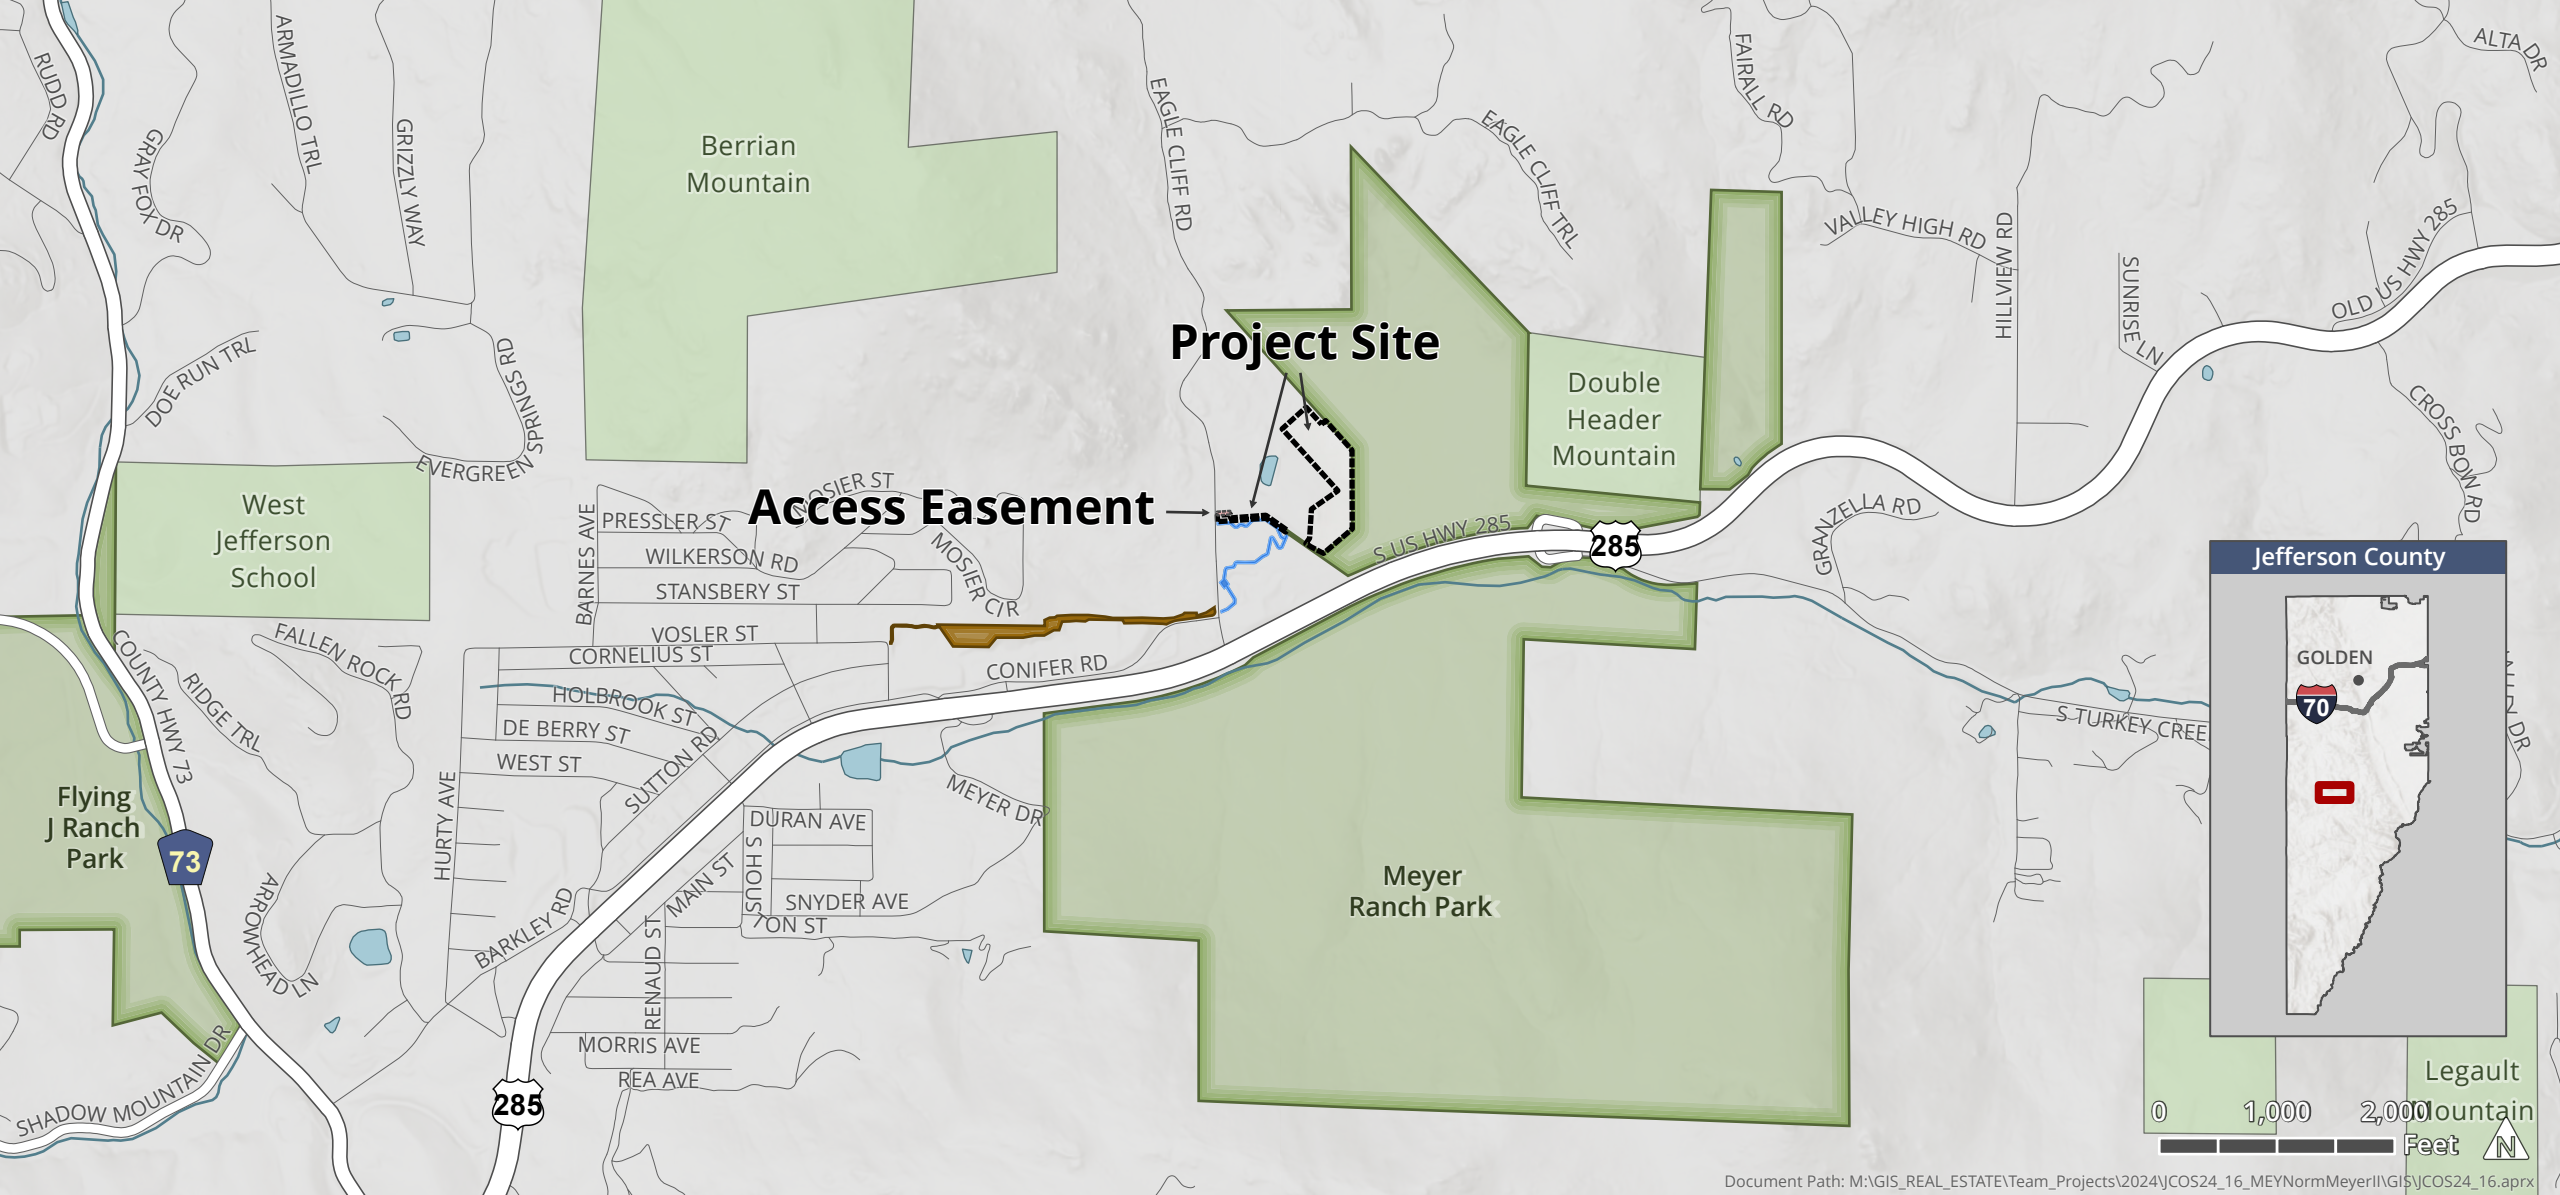 RUDD RD
GRAY FOX DR
ARMADILLO TRL
GRIZZLY WAY
DOE RUN TRL
EVERGREEN SPRINGS RD
Berrian
Mountain
EAGLE CLIFF RD
EAGLE CLIFF TRL
FAIRALL RD
VALLEY HIGH RD
HILLVIEW RD
SUNRISE LN
OLD US HWY 285
ALTA DR
CROSS BOW RD
Project Site
Double
Header
Mountain
Access Easement
West
Jefferson
School
MOSIER ST
PRESSLER ST
WILKERSON RD
STANSBERY ST
BARNES AVE
MOSIER CIR
VOSLER ST
CORNELIUS ST
HOLBROOK ST
DE BERRY ST
WEST ST
SUTTON RD
HURTY AVE
CONIFER RD
S US HWY 285
285
GRANZELLA RD
S TURKEY CREE
FALLEN ROCK RD
RIDGE TRL
COUNTY HWY 73
Flying
J Ranch
Park
73
ARROWHEAD LN
SHADOW MOUNTAIN DR
BARKLEY RD
MAIN ST
DURAN AVE
MEYER DR
SNYDER AVE
RENAUD ST
MORRIS AVE
REA AVE
285
Meyer
Ranch Park
Jefferson County
GOLDEN
70
Legault
Mountain
0 1,000 2,000
Feet
N
Document Path: M:\GIS_REAL_ESTATE\Team_Projects\2024\JCOS24_16_MEYNormMeyerII\GIS\JCOS24_16.aprx